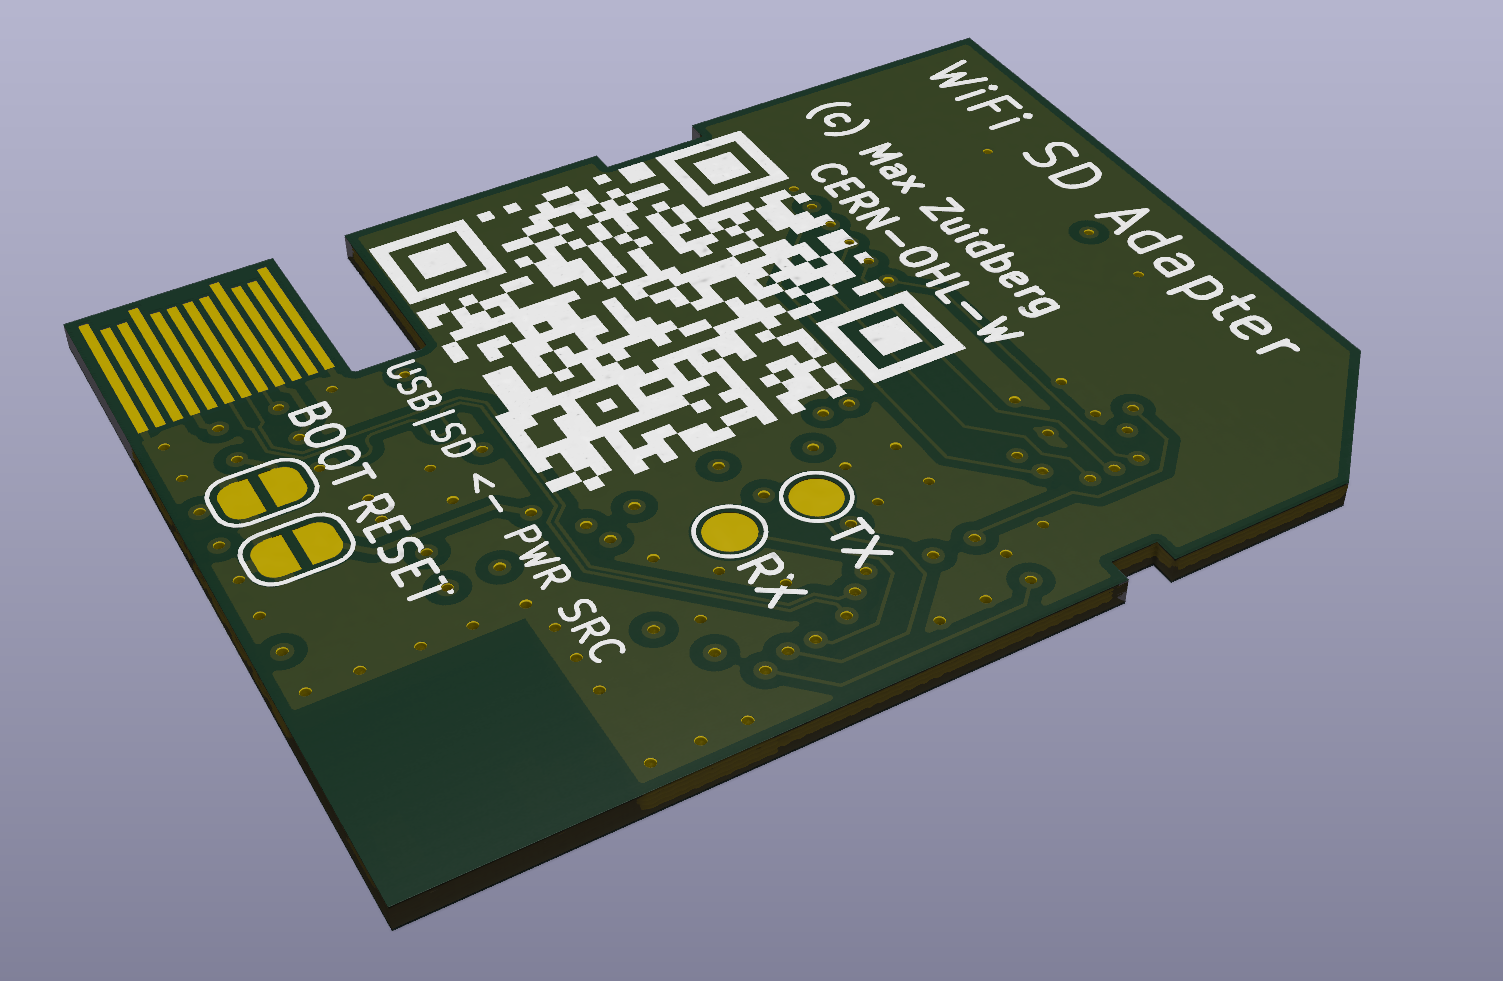 WiFi SD Adapter
(c) Max Zuidberg
CERN-OHL-W
USB/SD <- PWR SRC
BOOT RESET
TX
RX